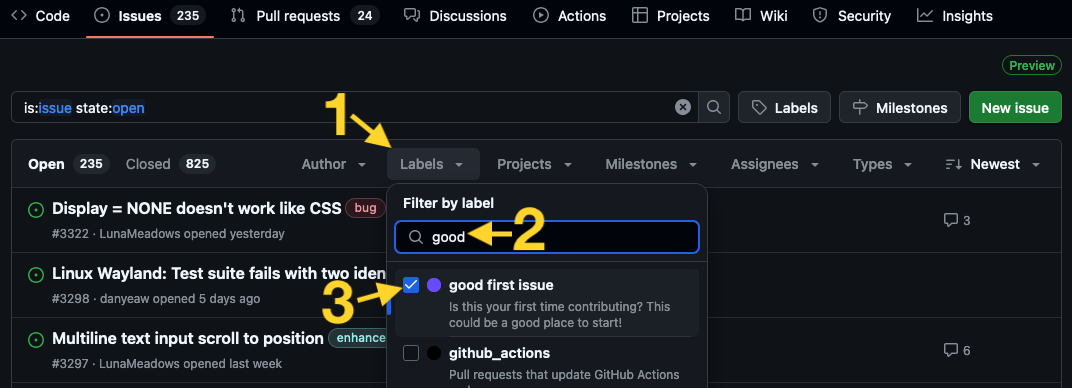 Code Issues 235 Pull requests 24 Discussions Actions Projects Wiki Security Insights
Preview
is:issue state:open Labels Milestones New issue
1
Open 235 Closed 825 Author Labels Projects Milestones Assignees Types Newest
Filter by label
Display = NONE doesn't work like CSS bug
3
#3322 · LunaMeadows opened yesterday
good
2
Linux Wayland: Test suite fails with two iden
#3298 · danyeaw opened 5 days ago
3
good first issue
Is this your first time contributing? This
could be a good place to start!
Multiline text input scroll to position enhance
6
#3297 · LunaMeadows opened last week
github_actions
Pull requests that update GitHub Actions